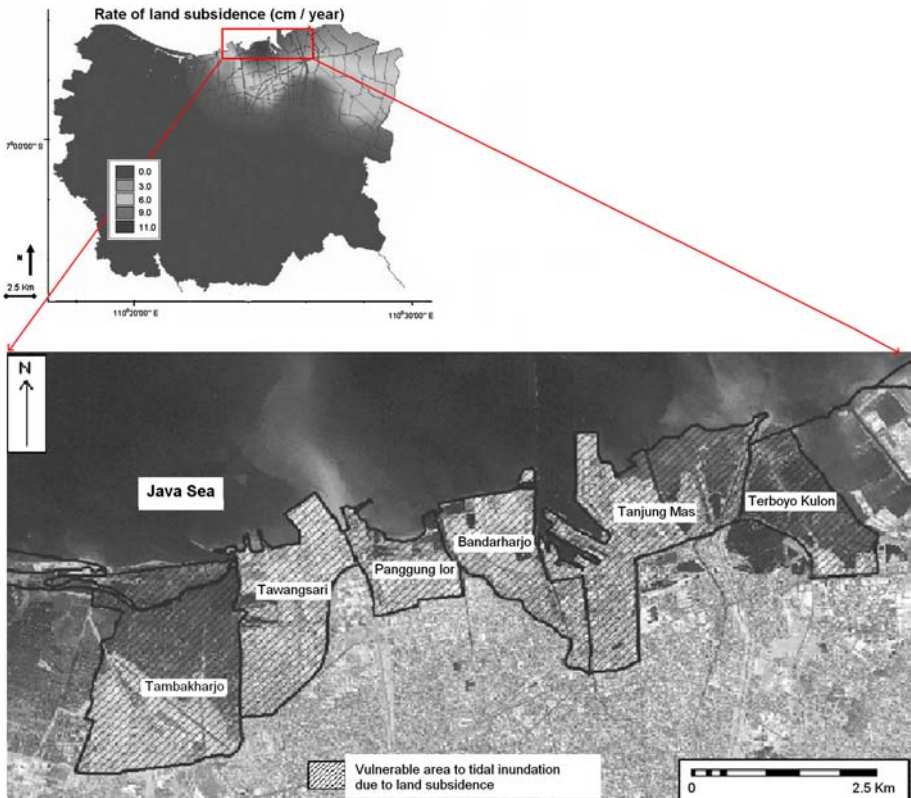 Rate of land subsidence (cm / year)
7°00'00" S
0.0
3.0
6.0
9.0
11.0
N
2.5 Km
110°20'00" E
110°30'00" E
N
Java Sea
Terboyo Kulon
Tanjung Mas
Bandarharjo
Panggung lor
Tawangsari
Tambakharjo
Vulnerable area to tidal inundation
due to land subsidence
0
2.5 Km